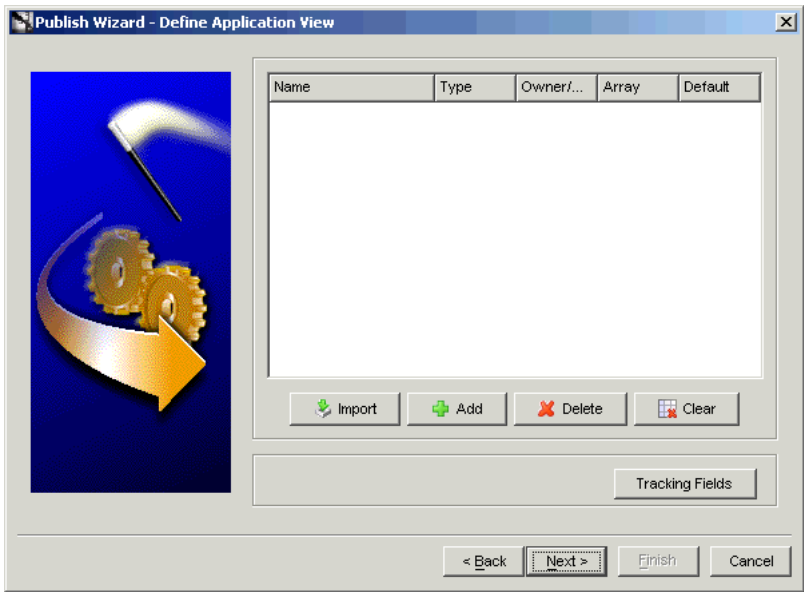 Publish Wizard - Define Application View
Name Type Owner/... Array Default
Import Add Delete Clear
Tracking Fields
< Back Next > Finish Cancel